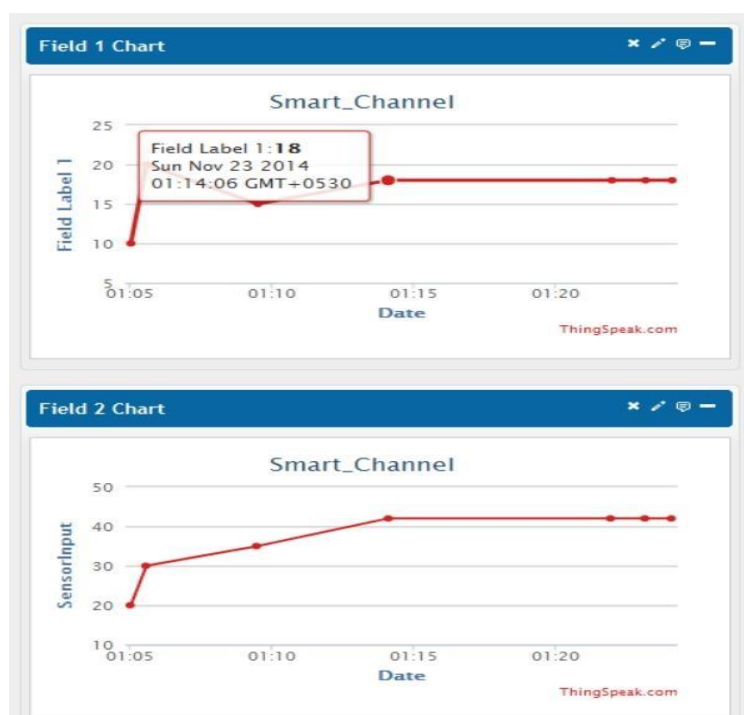 Field 1 Chart
Smart_Channel
25
20
15
10
5
Field Label 1
Field Label 1:18
Sun Nov 23 2014
01:14:06 GMT+0530
01:05
01:10
01:15
01:20
Date
ThingSpeak.com
Field 2 Chart
Smart_Channel
50
40
30
20
10
SensorInput
01:05
01:10
01:15
01:20
Date
ThingSpeak.com